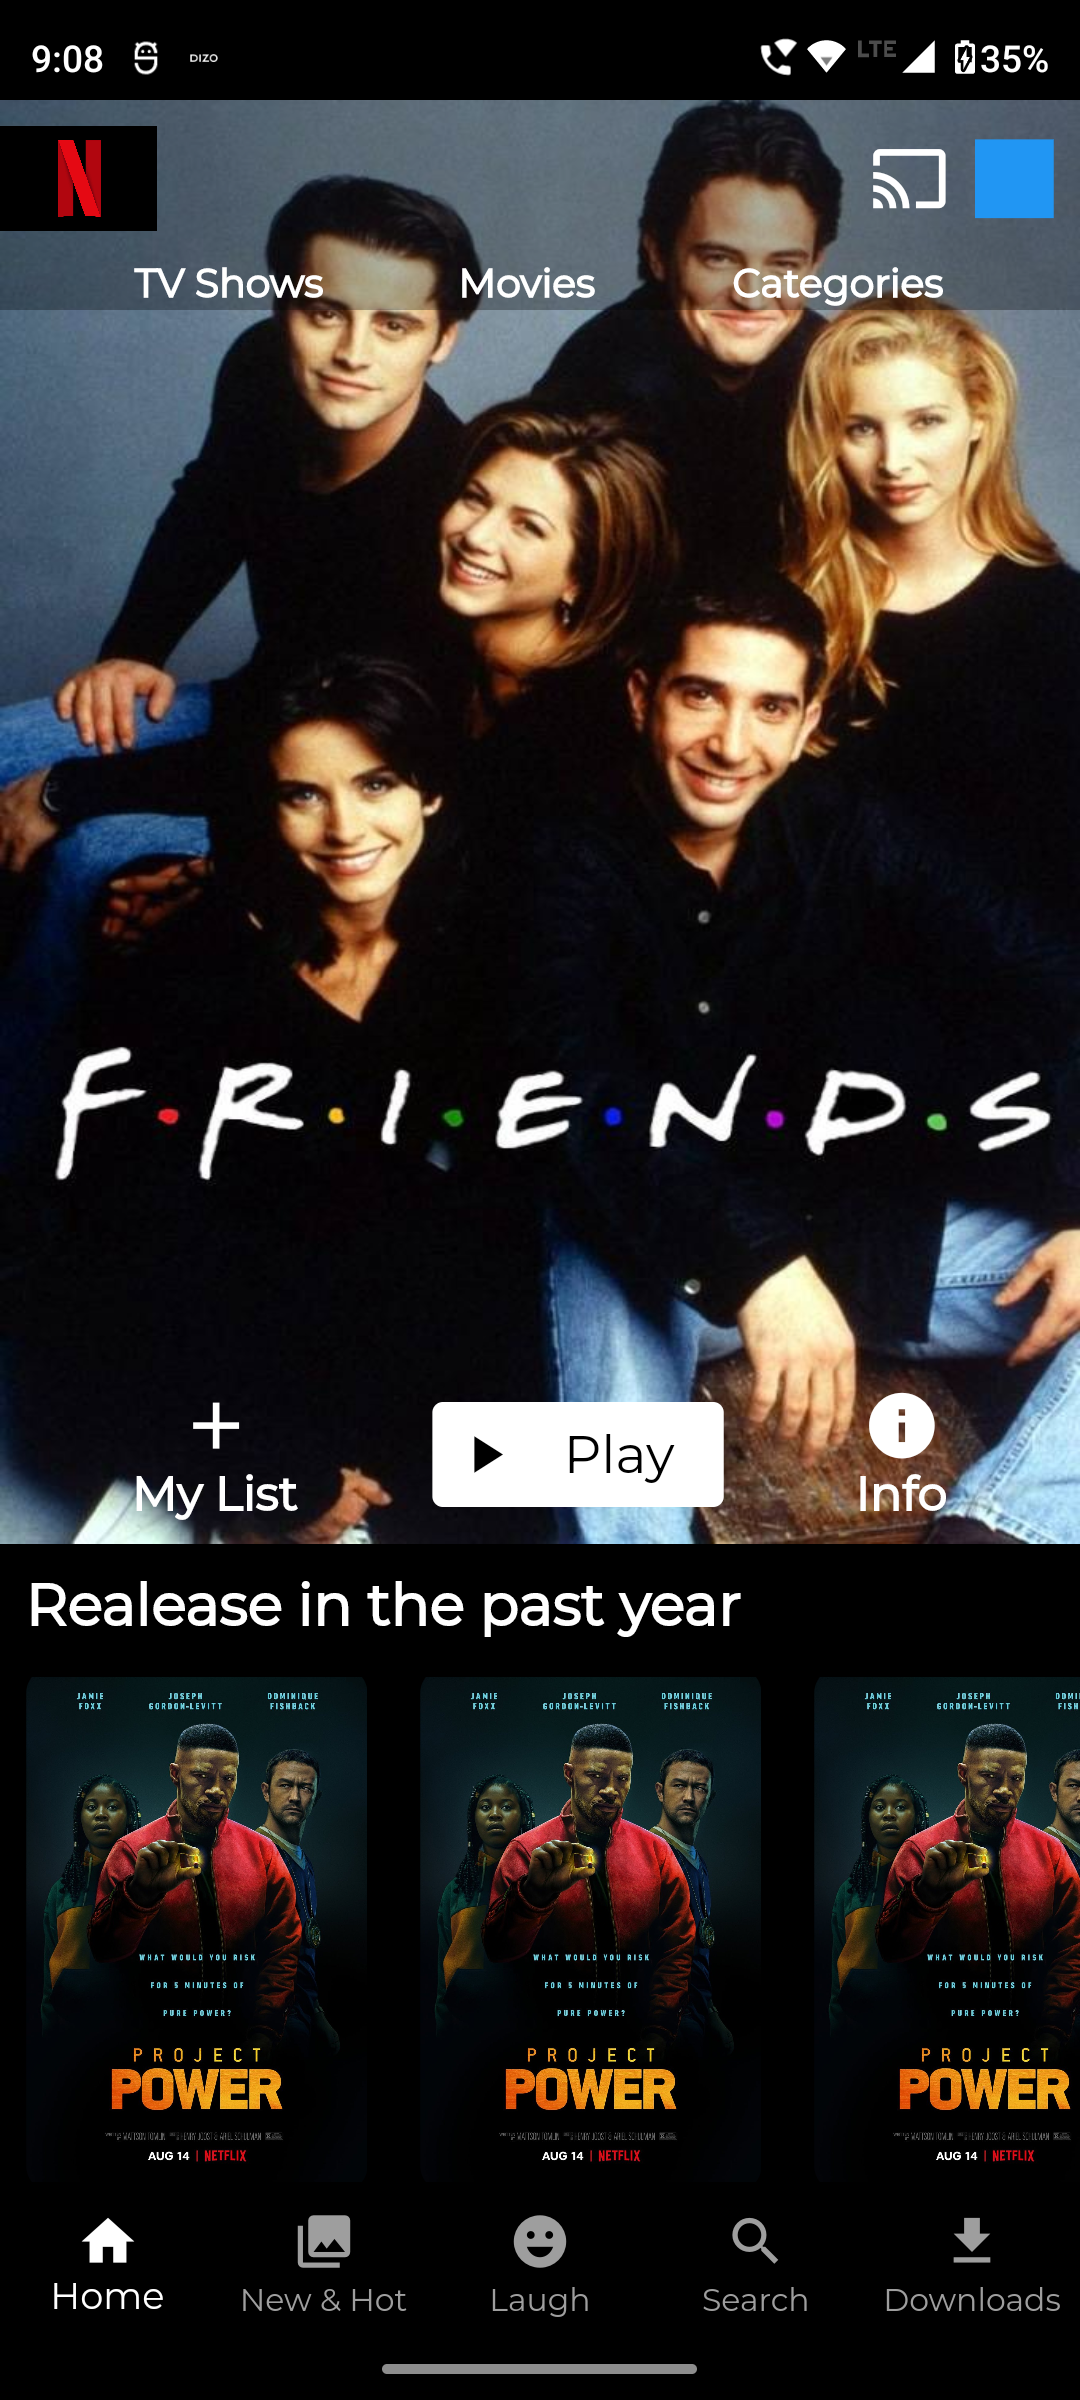 9:08 DIZO LTE 35%
N
TV Shows Movies Categories
F·R·I·E·N·D·S
My List Play Info
Realease in the past year
JAMIE FOXX JOSEPH GORDON-LEVITT DOMINIQUE FISHBACK
WHAT WOULD YOU RISK
FOR 5 MINUTES OF
PURE POWER?
PROJECT
POWER
AUG 14 | NETFLIX
JAMIE FOXX JOSEPH GORDON-LEVITT DOMINIQUE FISHBACK
WHAT WOULD YOU RISK
FOR 5 MINUTES OF
PURE POWER?
PROJECT
POWER
AUG 14 | NETFLIX
JAMIE FOXX JOSEPH GORDON-LEVITT
WHAT WOULD YOU RISK
FOR 5 MINUTES OF
PURE POWER?
PROJECT
POWER
AUG 14 | NETFLIX
Home New & Hot Laugh Search Downloads